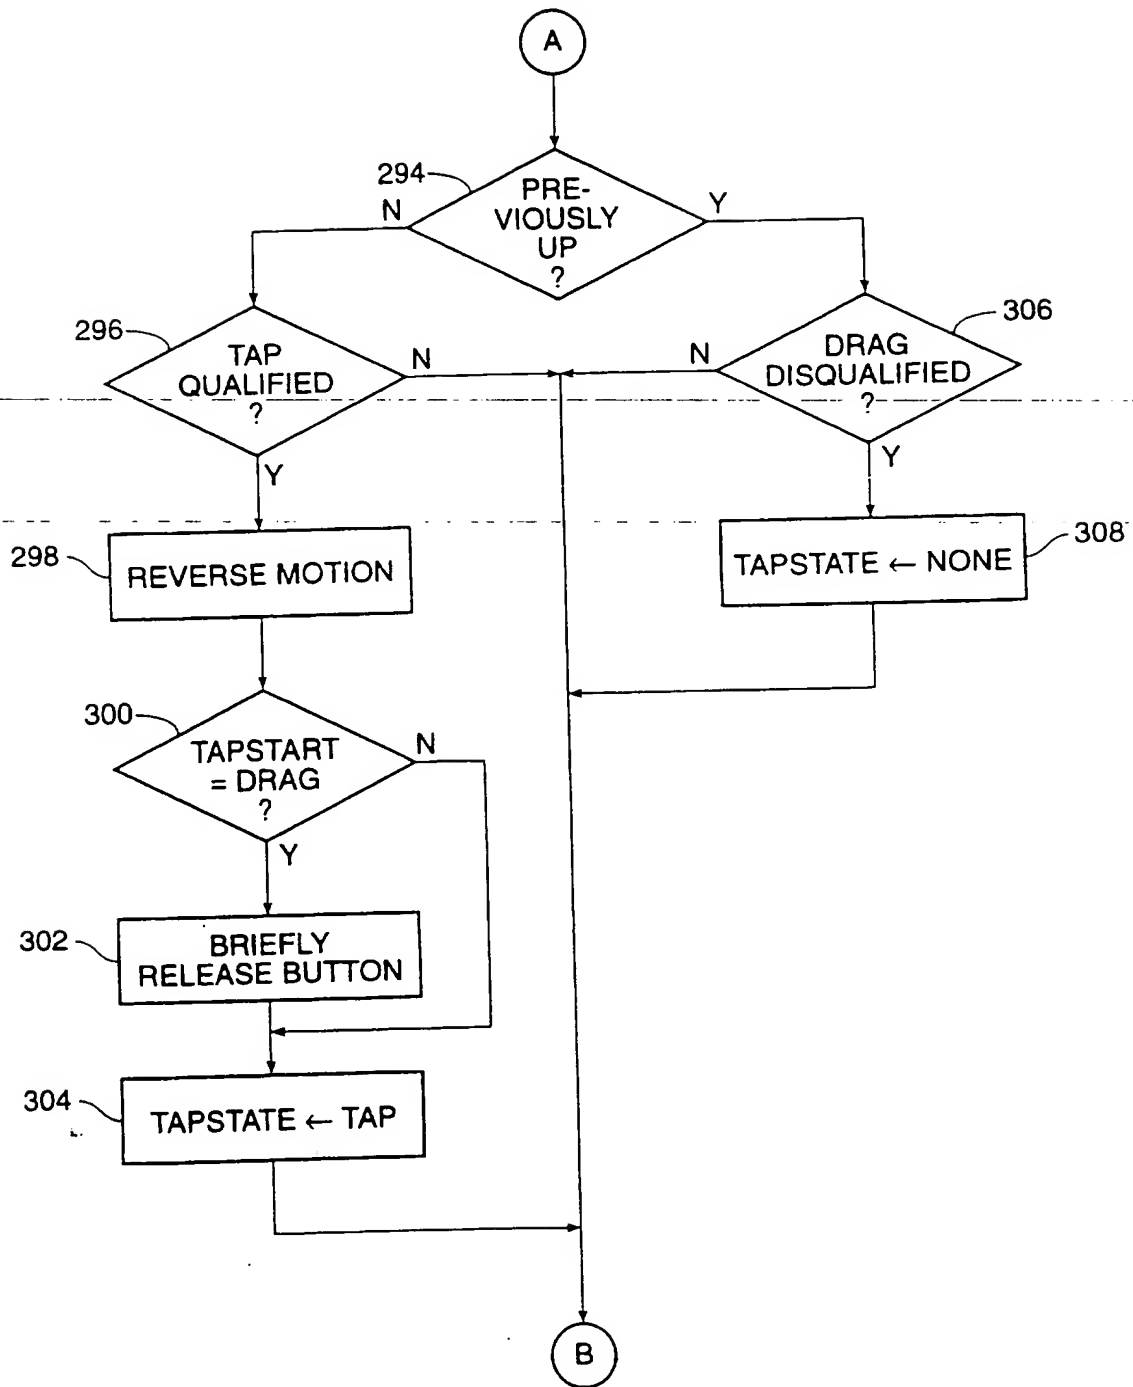 A
294
PRE-
VIOUSLY
UP
?
N
Y
296
TAP
QUALIFIED
?
N
Y
306
DRAG
DISQUALIFIED
?
N
Y
298
REVERSE MOTION
308
TAPSTATE ← NONE
300
TAPSTART
= DRAG
?
N
Y
302
BRIEFLY
RELEASE BUTTON
304
TAPSTATE ← TAP
B